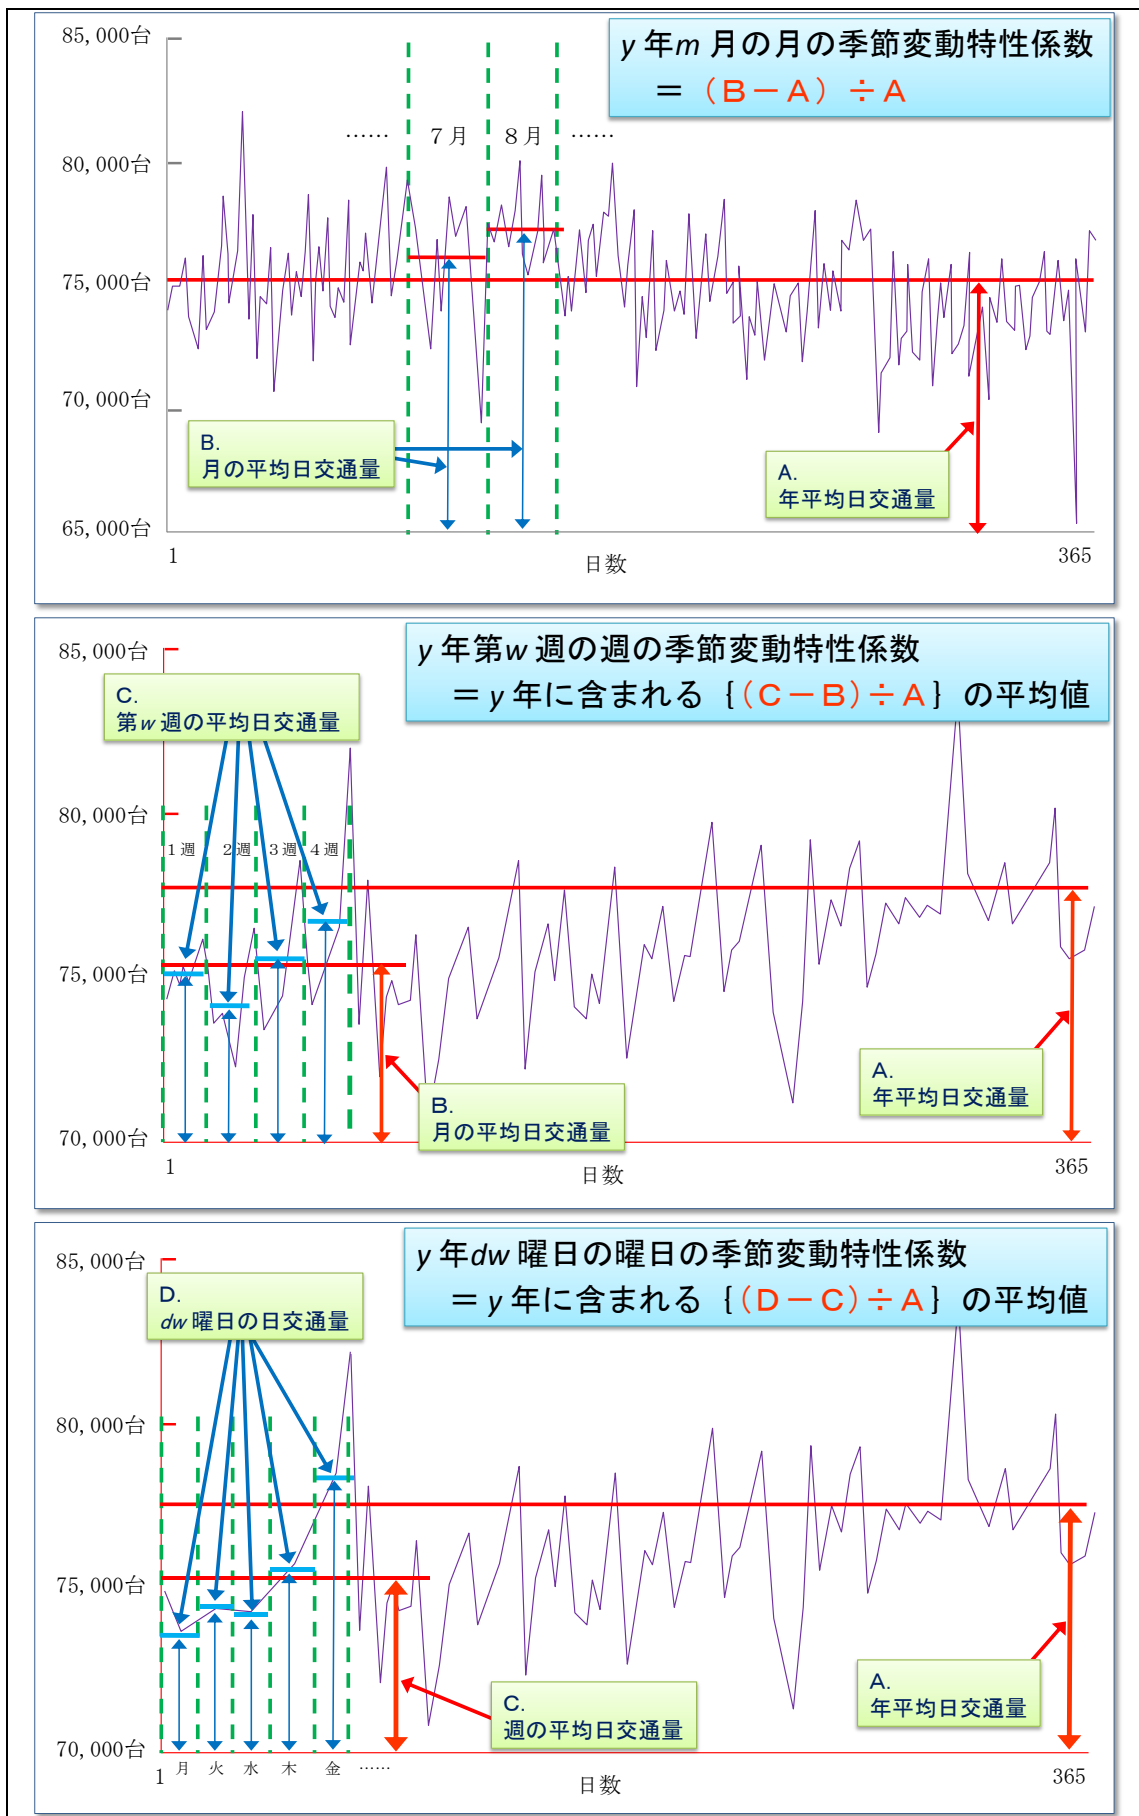 85,000台
y 年m 月の月の季節変動特性係数
＝（B－A）÷A
80,000台
……
７月
８月
……
75,000台
70,000台
B.
月の平均日交通量
A.
年平均日交通量
65,000台
1
日数
365
85,000台
y 年第w 週の週の季節変動特性係数
＝y 年に含まれる｛（C－B）÷A｝の平均値
C.
第w 週の平均日交通量
80,000台
１週
２週
３週
４週
75,000台
A.
年平均日交通量
B.
月の平均日交通量
70,000台
1
日数
365
85,000台
y 年dw 曜日の曜日の季節変動特性係数
＝y 年に含まれる｛（D－C）÷A｝の平均値
D.
dw 曜日の日交通量
80,000台
75,000台
C.
週の平均日交通量
A.
年平均日交通量
70,000台
1
月
火
水
木
金
……
日数
365